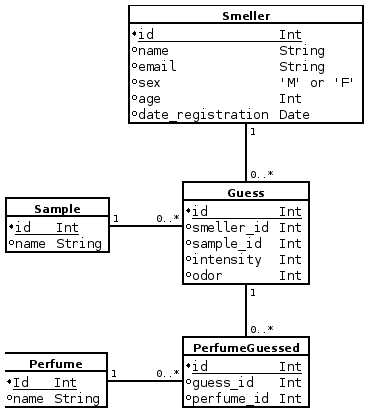 Smeller
id Int
name String
email String
sex 'M' or 'F'
age Int
date_registration Date
1
0..*
Guess
id Int
smeller_id Int
sample_id Int
intensity Int
odor Int
Sample
id Int
name String
1 0..*
1
0..*
PerfumeGuessed
id Int
guess_id Int
perfume_id Int
Perfume
Id Int
name String
1 0..*